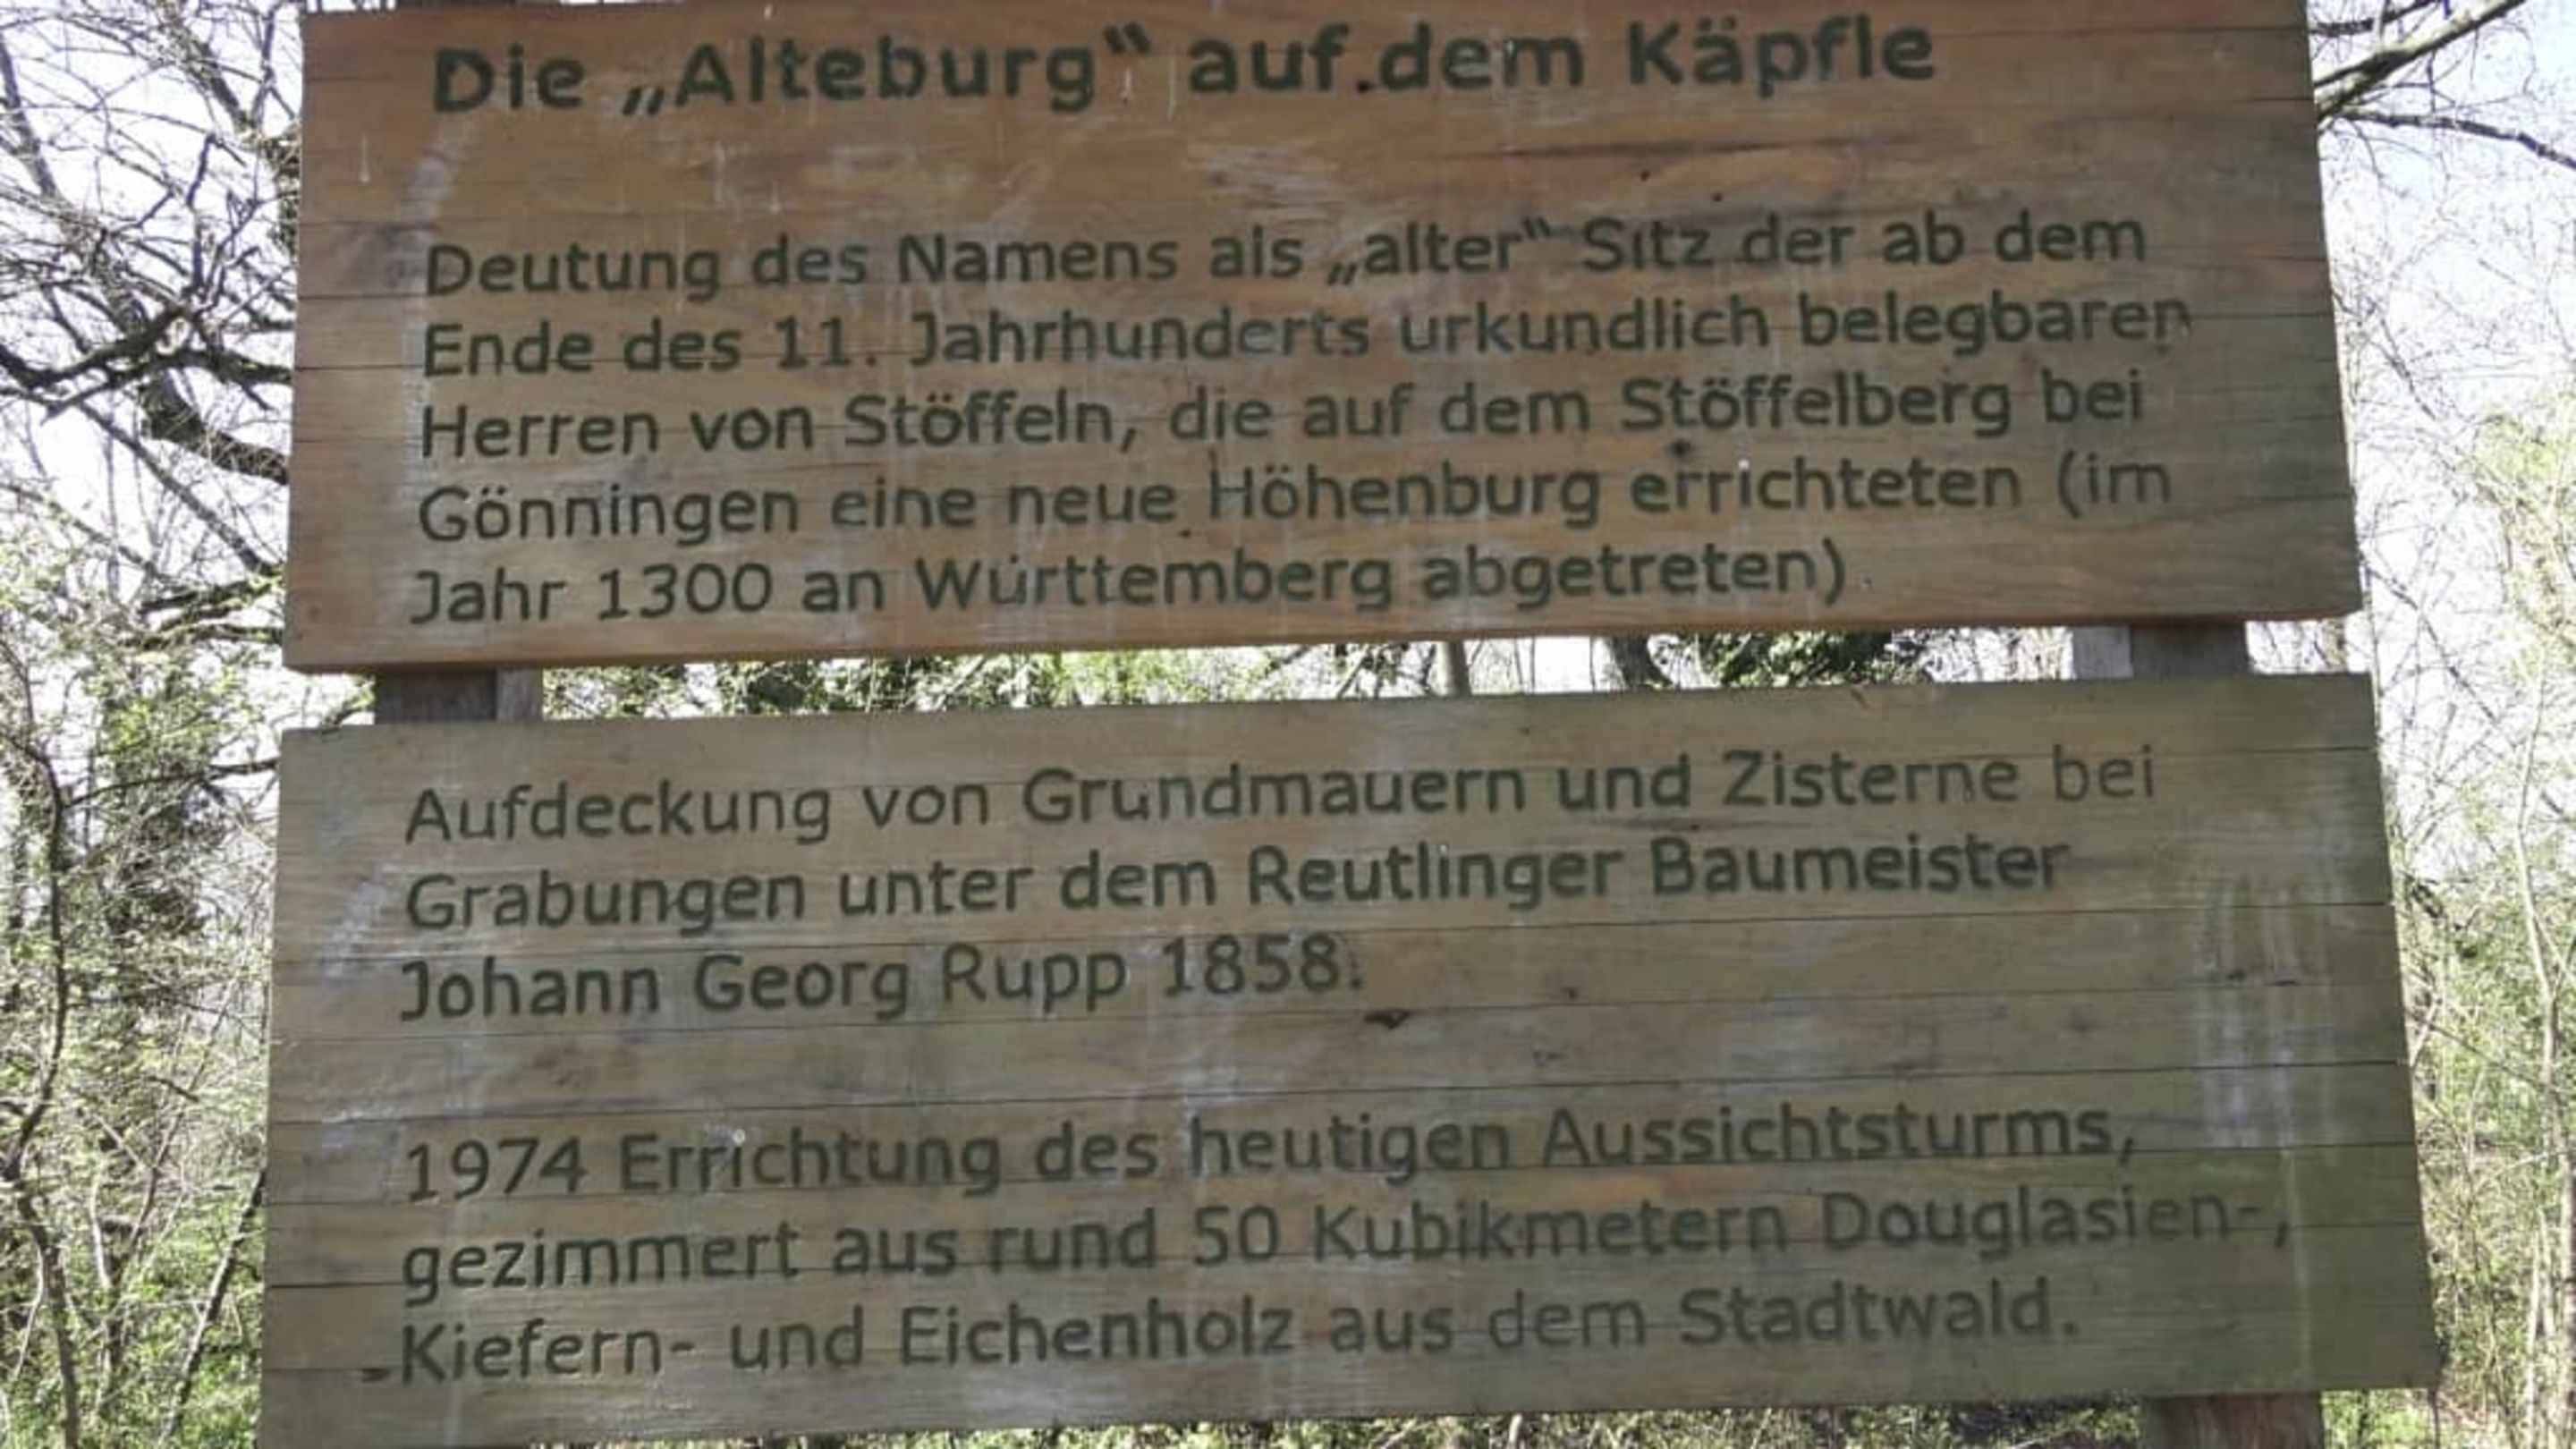 Die „Alteburg“ auf dem Käpfle
Deutung des Namens als „alter“ Sitz der ab dem
Ende des 11. Jahrhunderts urkundlich belegbaren
Herren von Stöffeln, die auf dem Stöffelberg bei
Gönningen eine neue Höhenburg errichteten (im
Jahr 1300 an Württemberg abgetreten)
Aufdeckung von Grundmauern und Zisterne bei
Grabungen unter dem Reutlinger Baumeister
Johann Georg Rupp 1858.
1974 Errichtung des heutigen Aussichtsturms,
gezimmert aus rund 50 Kubikmetern Douglasien-,
Kiefern- und Eichenholz aus dem Stadtwald.